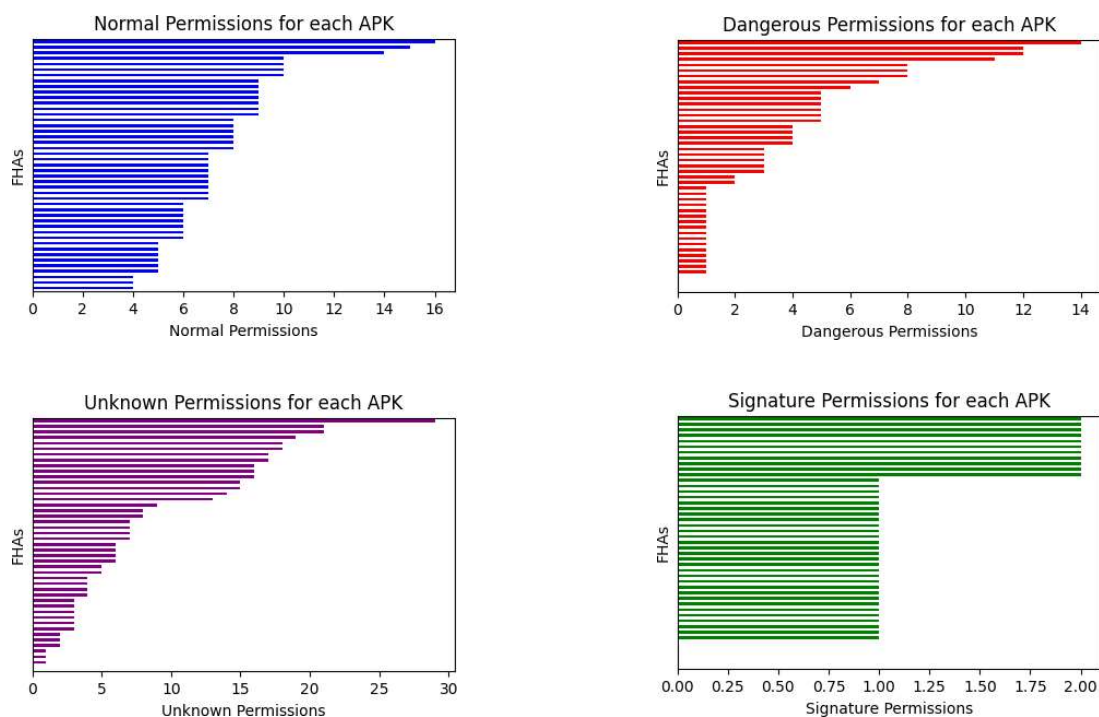 Normal Permissions for each APK
FHAs
0 2 4 6 8 10 12 14 16
Normal Permissions
Dangerous Permissions for each APK
FHAs
0 2 4 6 8 10 12 14
Dangerous Permissions
Unknown Permissions for each APK
FHAs
0 5 10 15 20 25 30
Unknown Permissions
Signature Permissions for each APK
FHAs
0.00 0.25 0.50 0.75 1.00 1.25 1.50 1.75 2.00
Signature Permissions